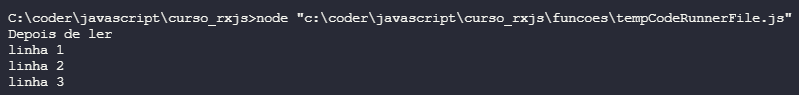 C:\coder\javascript\curso_rxjs>node "c:\coder\javascript\curso_rxjs\funcoes\tempCodeRunnerFile.js"
Depois de ler
linha 1
linha 2
linha 3